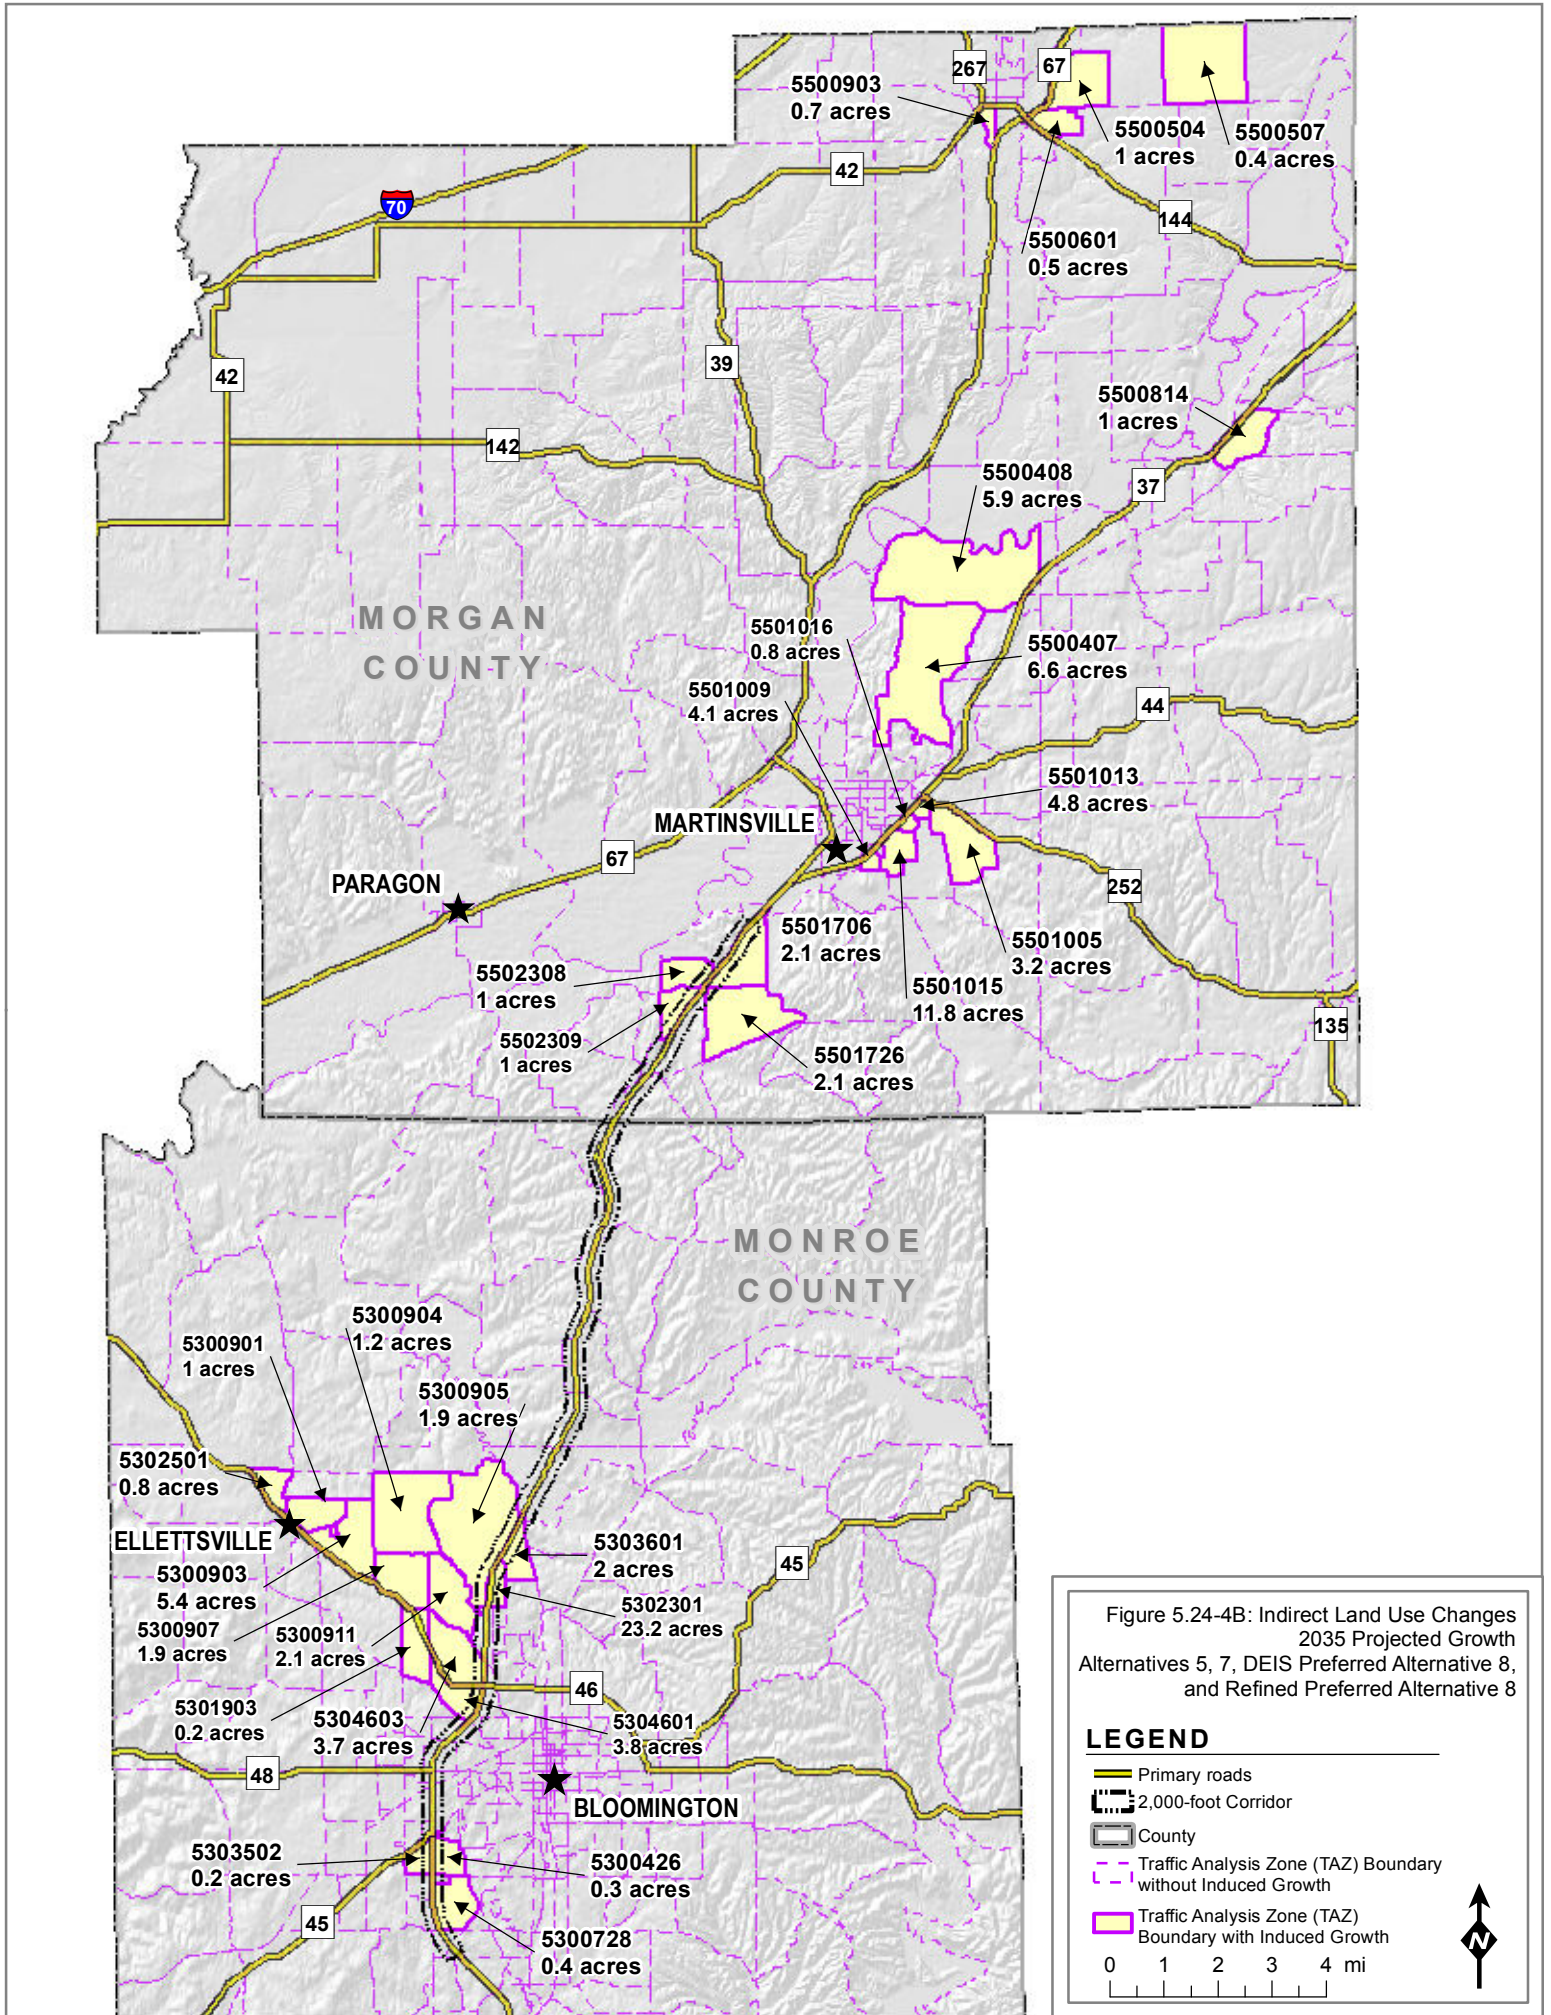 267
67
5500903
0.7 acres
5500504
1 acres
5500507
0.4 acres
42
70
144
5500601
0.5 acres
39
42
5500814
1 acres
142
5500408
5.9 acres
37
MORGAN
COUNTY
5501016
0.8 acres
5500407
6.6 acres
5501009
4.1 acres
44
5501013
4.8 acres
MARTINSVILLE
67
PARAGON
252
5501706
2.1 acres
5501005
3.2 acres
5502308
1 acres
5501015
11.8 acres
135
5502309
1 acres
5501726
2.1 acres
MONROE
COUNTY
5300904
1.2 acres
5300901
1 acres
5300905
1.9 acres
5302501
0.8 acres
ELLETTSVILLE
5303601
2 acres
45
5300903
5.4 acres
5302301
23.2 acres
5300907
1.9 acres
5300911
2.1 acres
46
5301903
0.2 acres
5304603
3.7 acres
5304601
3.8 acres
48
BLOOMINGTON
5303502
0.2 acres
5300426
0.3 acres
45
5300728
0.4 acres
Figure 5.24-4B: Indirect Land Use Changes
2035 Projected Growth
Alternatives 5, 7, DEIS Preferred Alternative 8,
and Refined Preferred Alternative 8
LEGEND
Primary roads
2,000-foot Corridor
County
Traffic Analysis Zone (TAZ) Boundary
without Induced Growth
Traffic Analysis Zone (TAZ)
Boundary with Induced Growth
N
0 1 2 3 4 mi